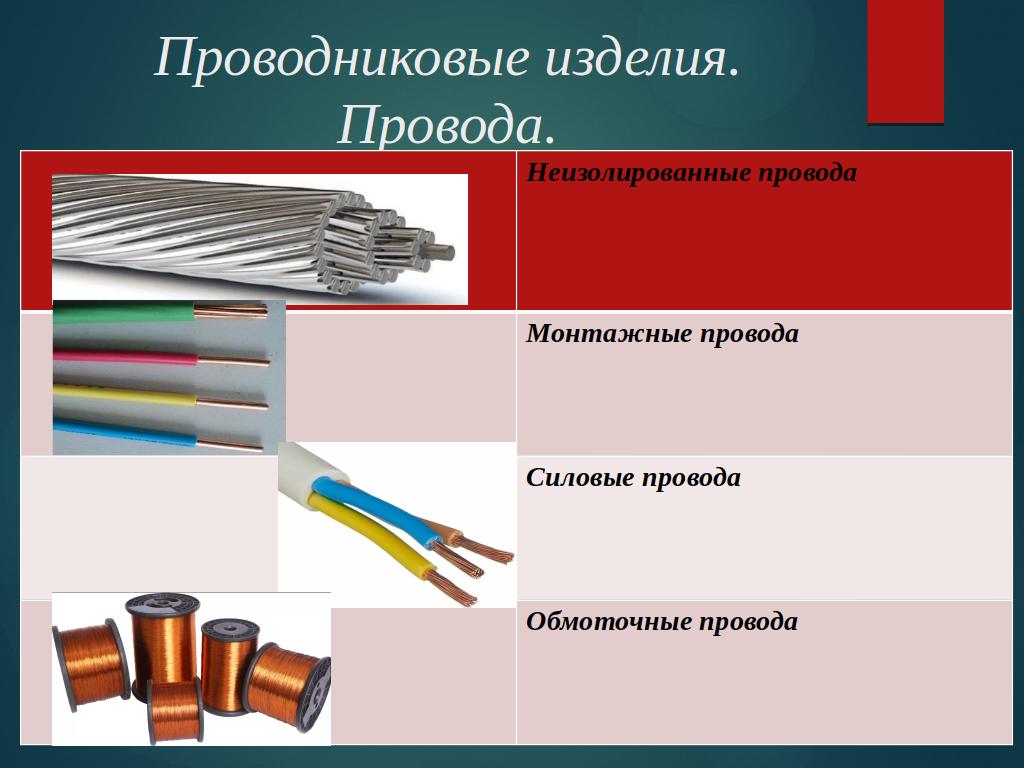 Проводниковые изделия.
Провода.
Неизолированные провода
Монтажные провода
Силовые провода
Обмоточные провода